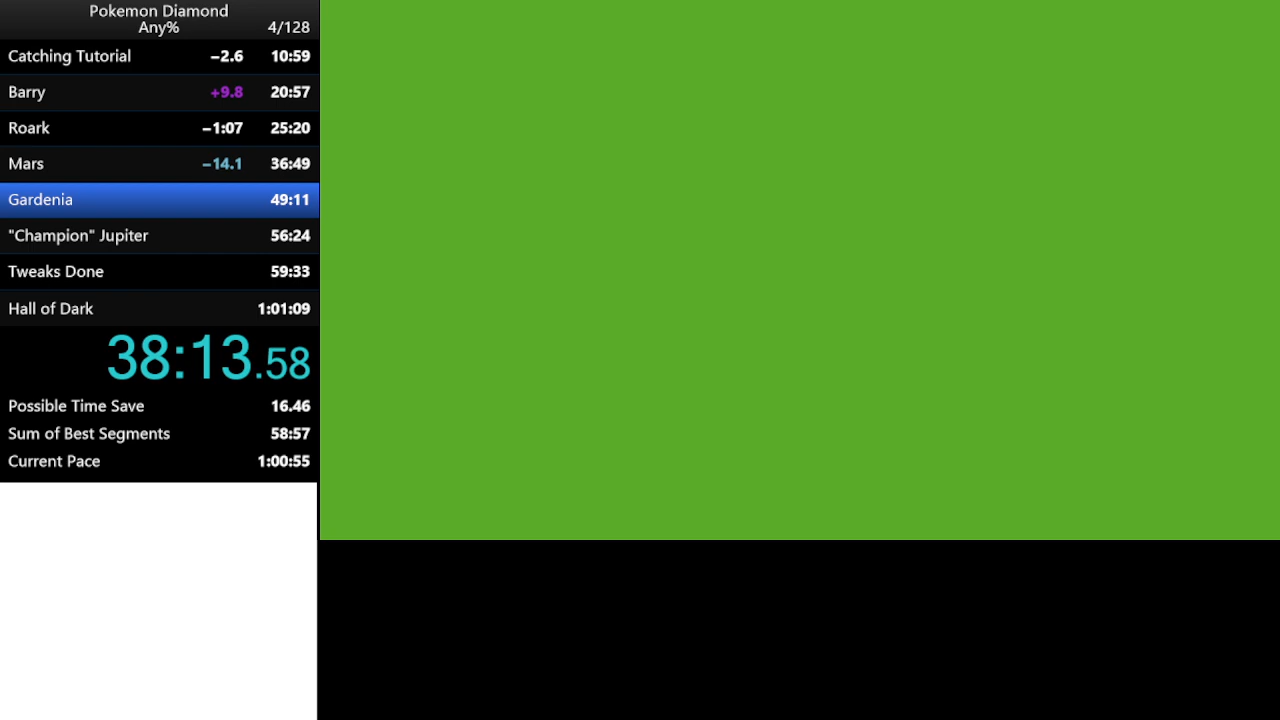 Pokemon Diamond
Any% 4/128
Catching Tutorial −2.6 10:59
Barry +9.8 20:57
Roark −1:07 25:20
Mars −14.1 36:49
Gardenia 49:11
"Champion" Jupiter 56:24
Tweaks Done 59:33
Hall of Dark 1:01:09
38:13.58
Possible Time Save 16.46
Sum of Best Segments 58:57
Current Pace 1:00:55